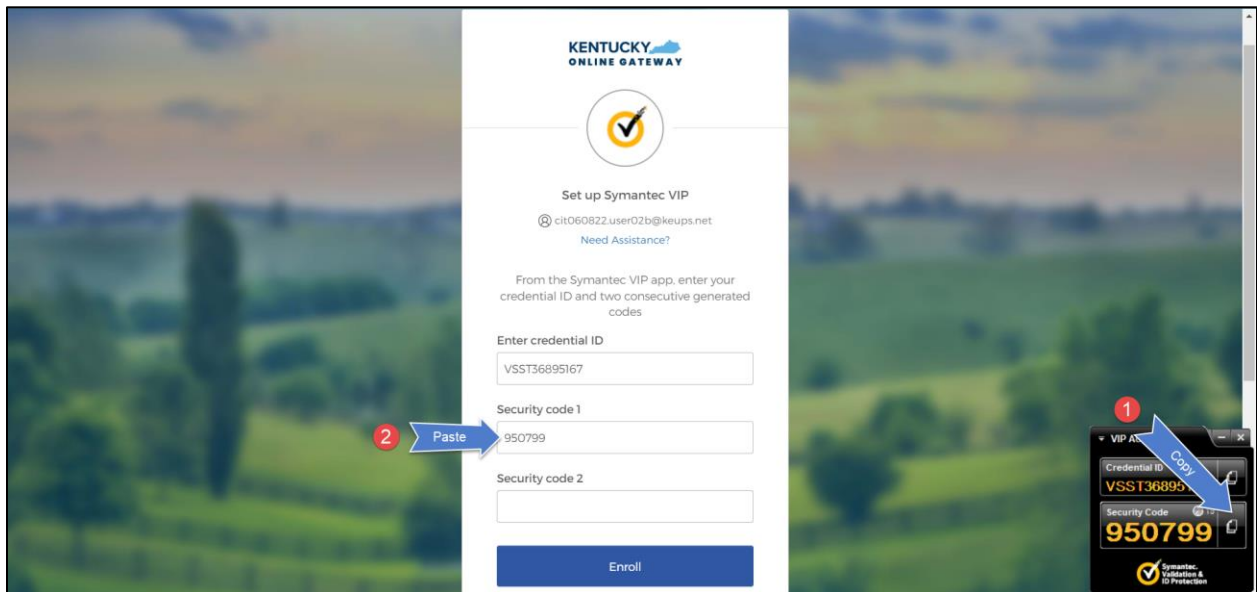 KENTUCKY
ONLINE GATEWAY
Set up Symantec VIP
cit060822.user02b@keups.net
Need Assistance?
From the Symantec VIP app, enter your
credential ID and two consecutive generated
codes
Enter credential ID
VSST36895167
Security code 1
2 Paste 950799
Security code 2
Enroll
1
VIP
Copy
Credential ID
VSST36895
Security Code
950799
Symantec.
Validation &
ID Protection